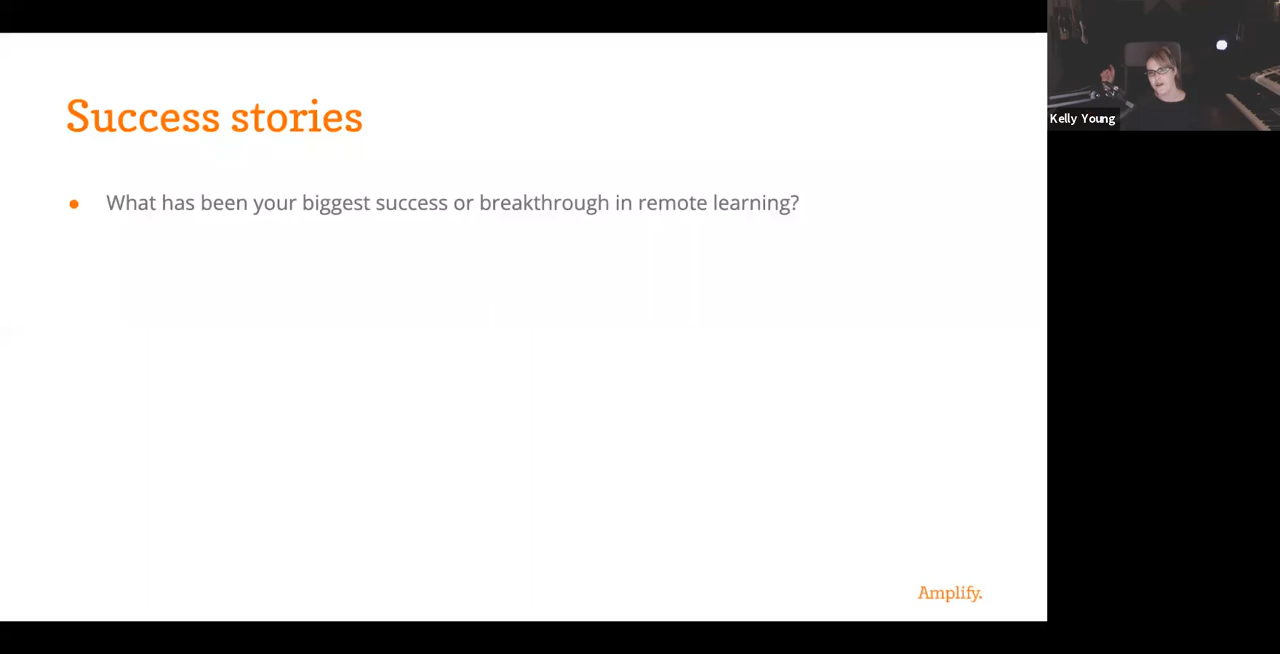 Success stories
● What has been your biggest success or breakthrough in remote learning?
Kelly Young
Amplify.